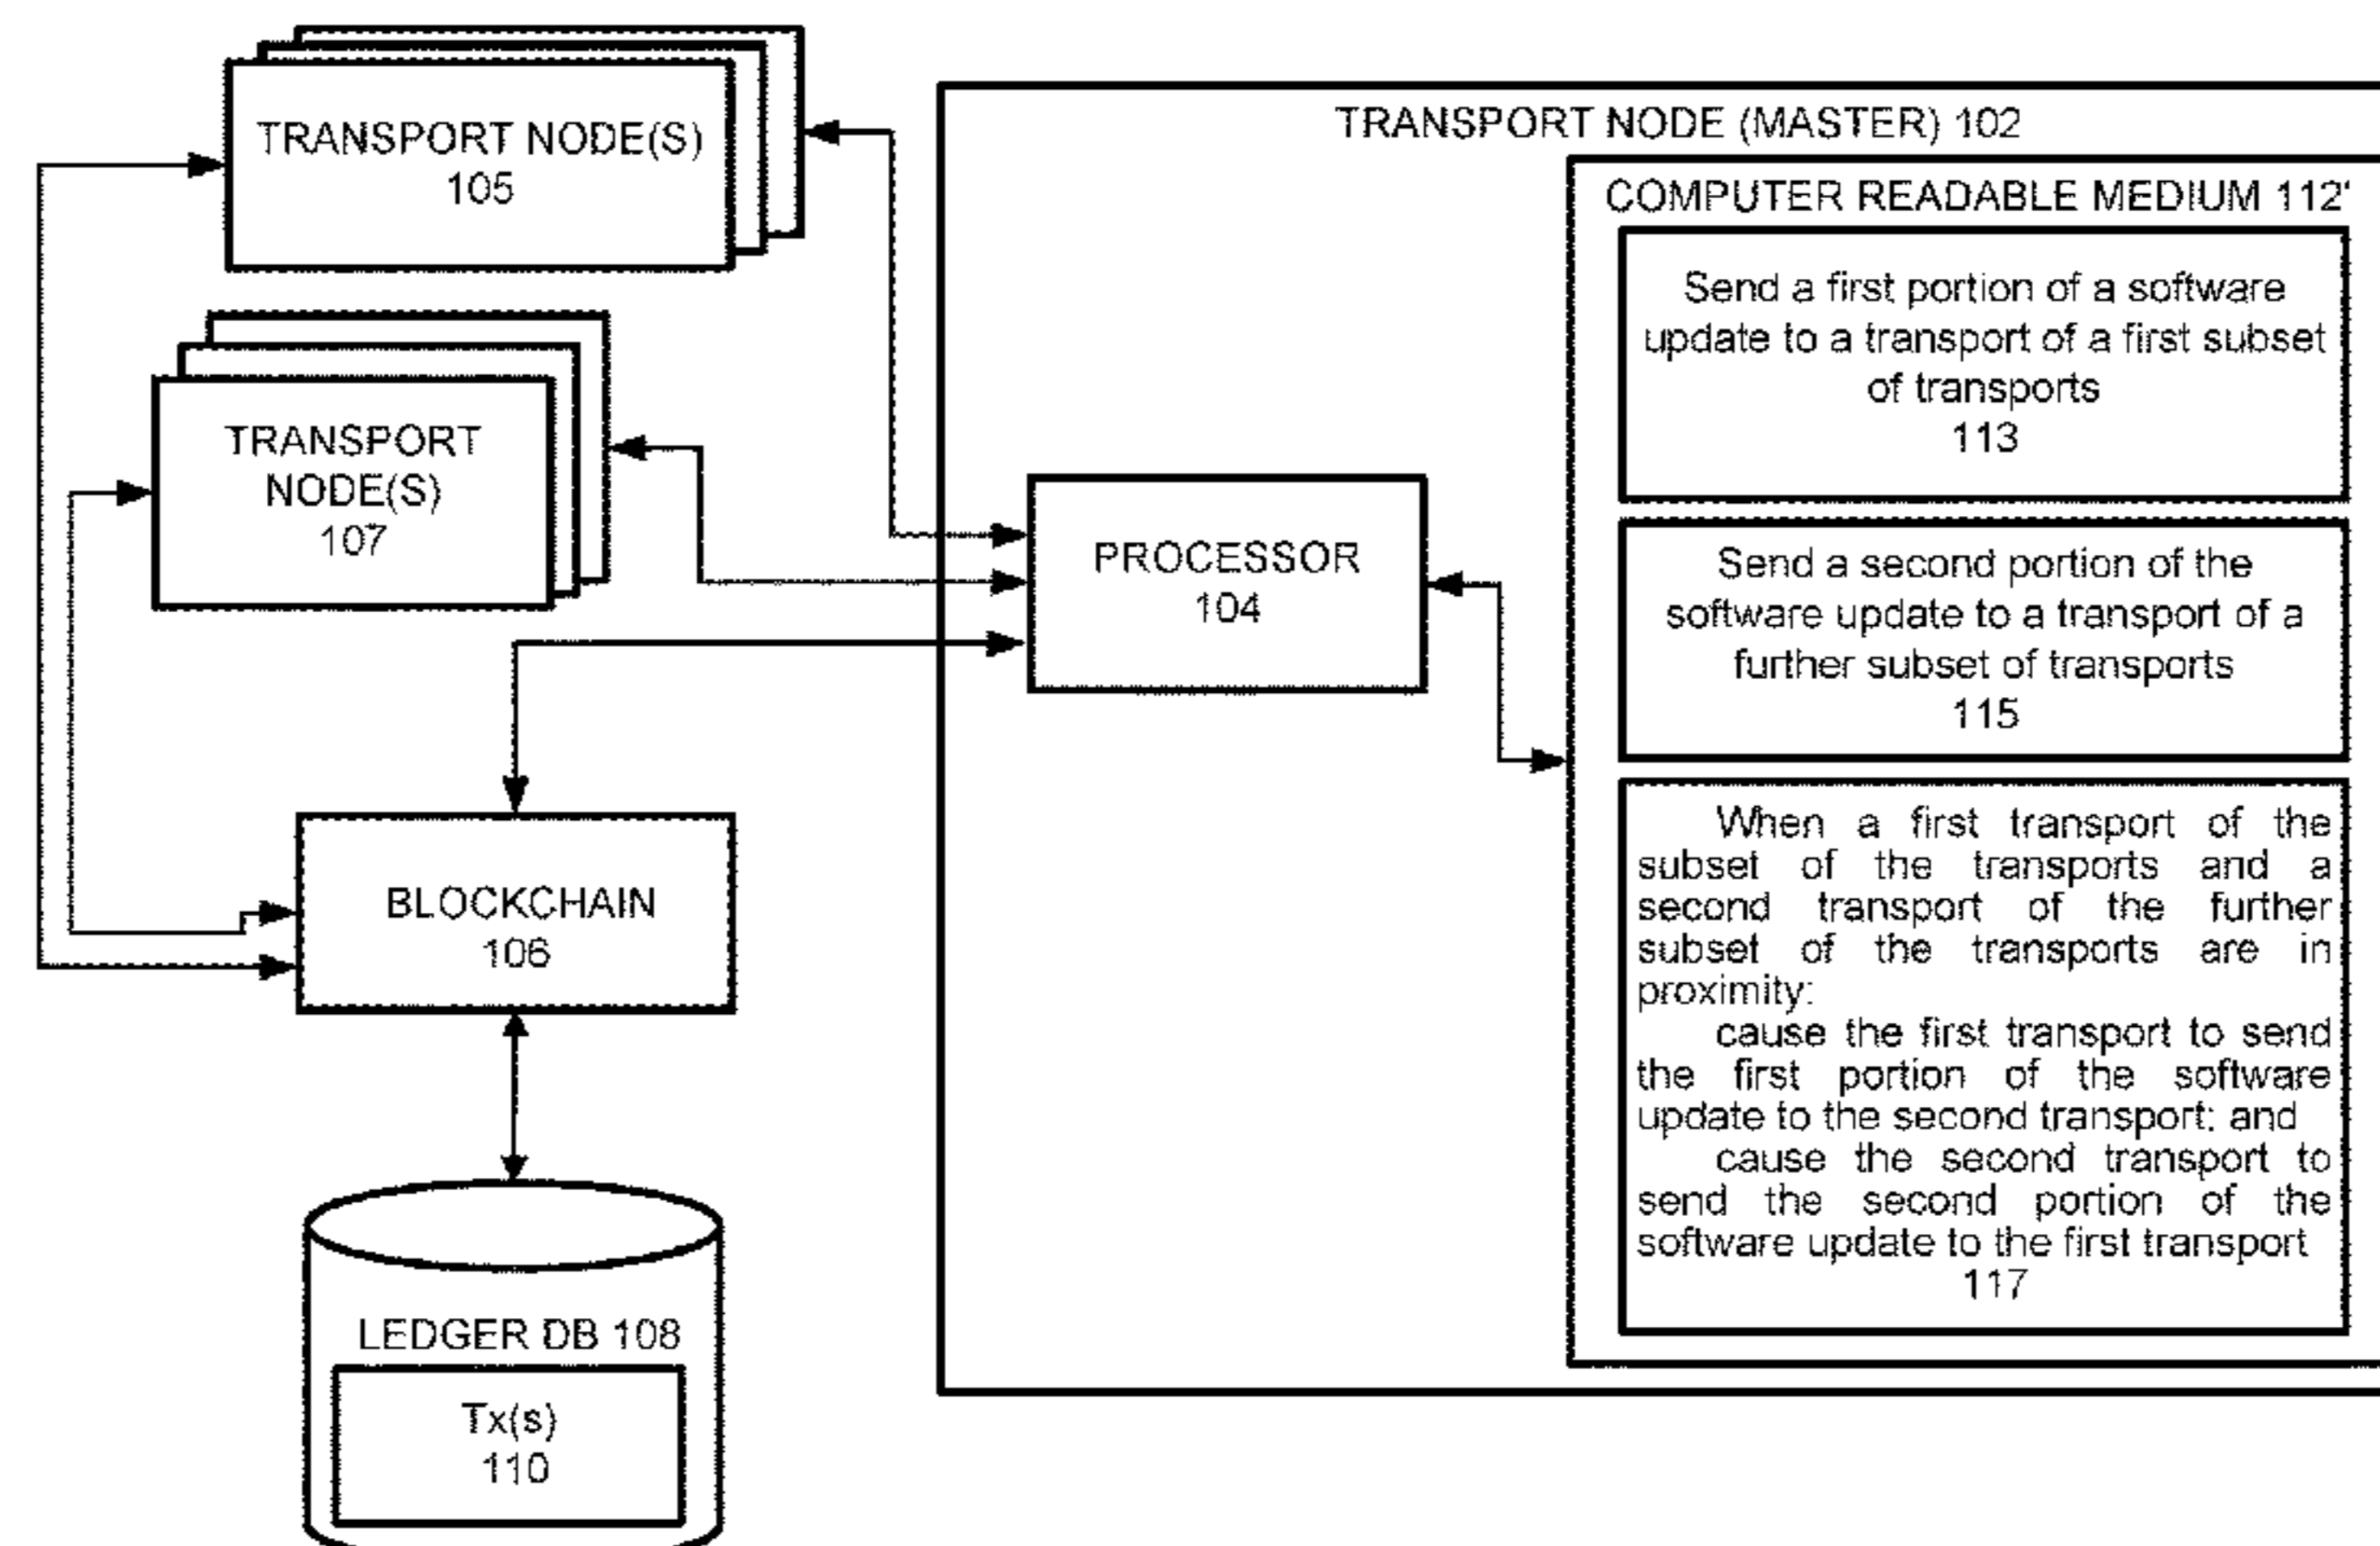 TRANSPORT NODE(S)
105
TRANSPORT
NODE(S)
107
BLOCKCHAIN
106
LEDGER DB 108
Tx(s)
110
TRANSPORT NODE (MASTER) 102
PROCESSOR
104
COMPUTER READABLE MEDIUM 112'
Send a first portion of a software
update to a transport of a first subset
of transports
113
Send a second portion of the
software update to a transport of a
further subset of transports
115
When a first transport of the
subset of the transports and a
second transport of the further
subset of the transports are in
proximity:
cause the first transport to send
the first portion of the software
update to the second transport; and
cause the second transport to
send the second portion of the
software update to the first transport
117